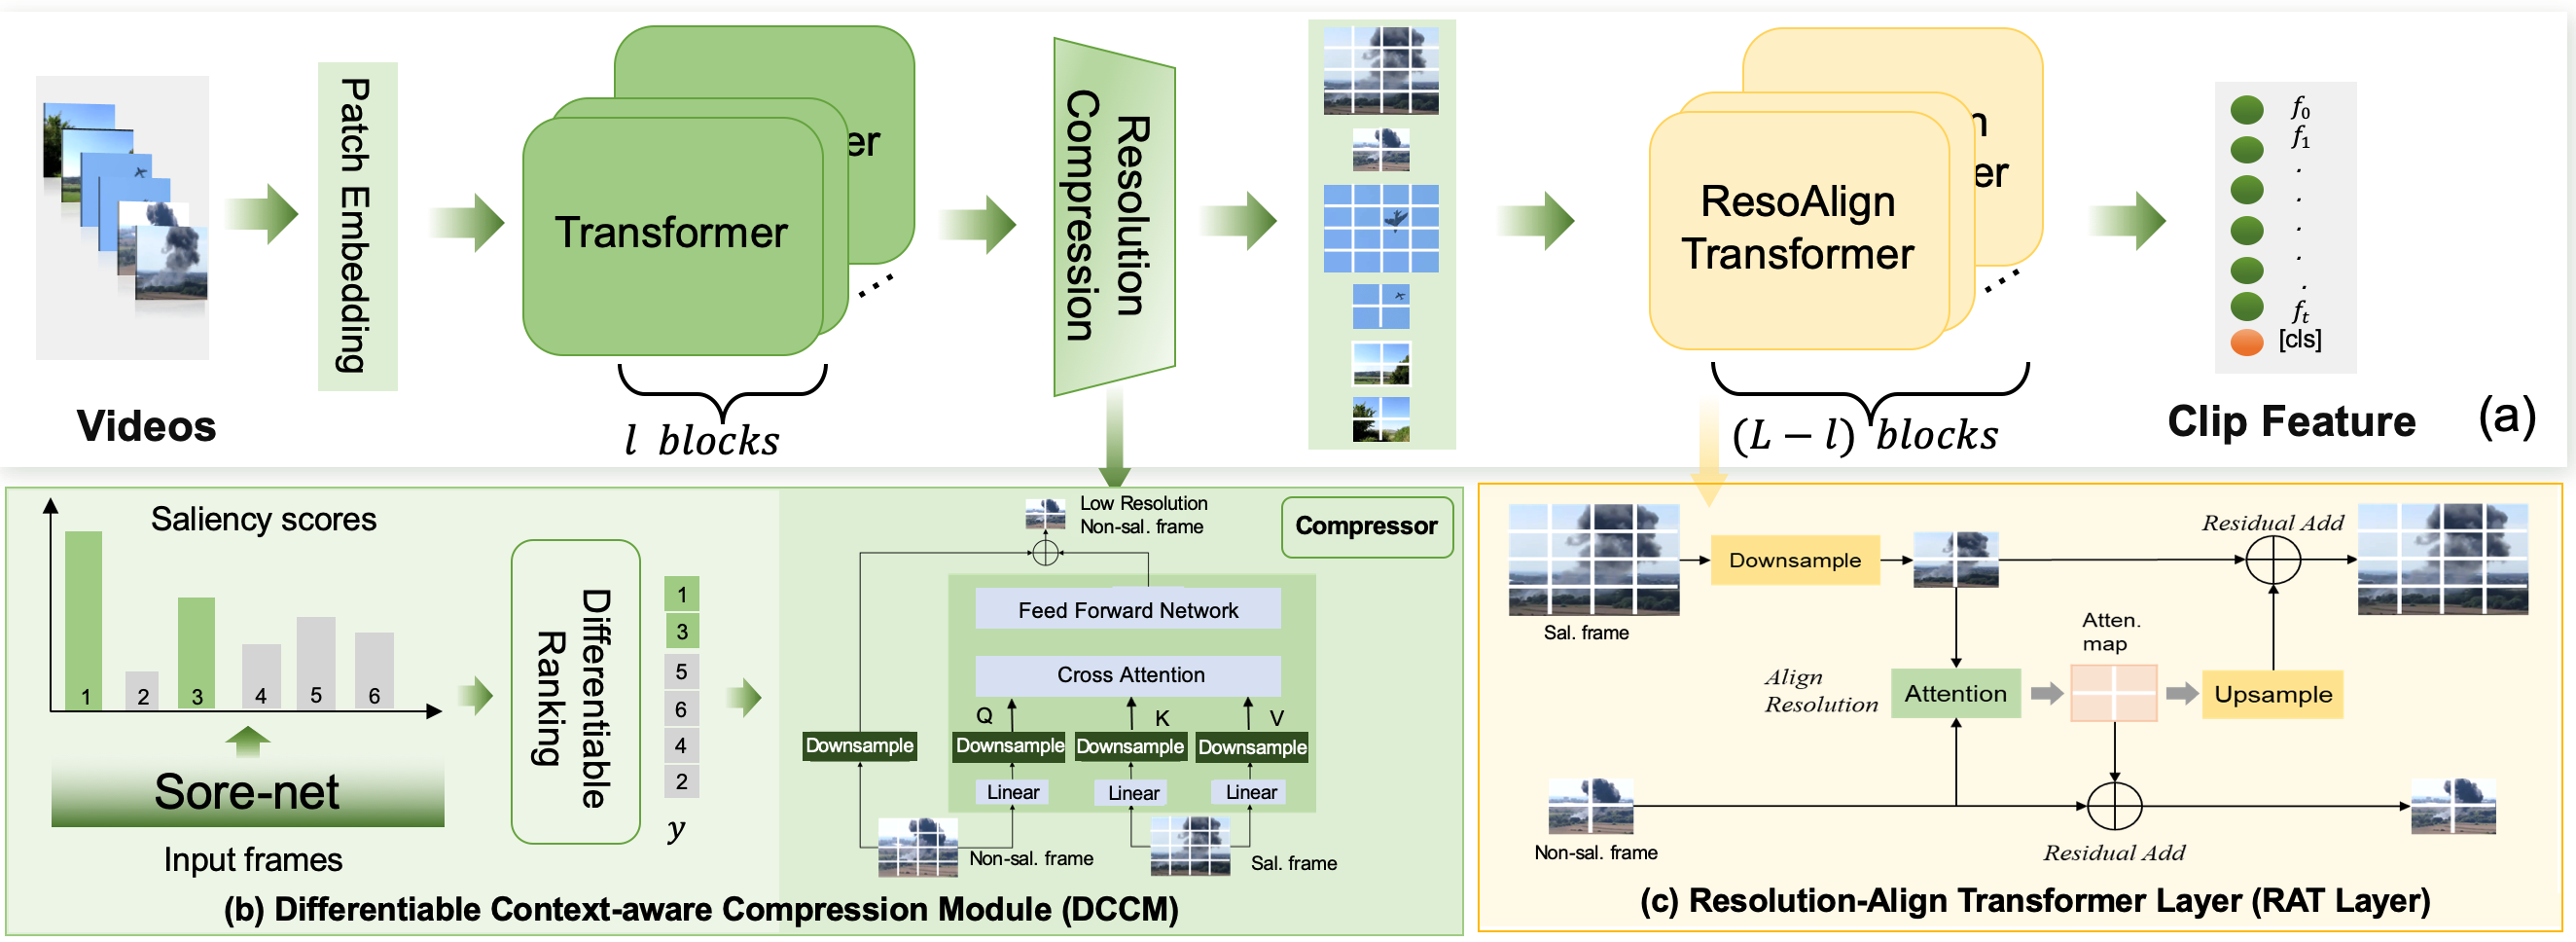 Videos
Patch Embedding
Transformer
er
l blocks
Resolution
Compression
ResoAlign
Transformer
n
er
(L − l) blocks
f0
f1
.
.
.
.
.
ft
[cls]
Clip Feature
(a)
Saliency scores
1
2
3
4
5
6
Sore-net
Input frames
Differentiable
Ranking
1
3
5
6
4
2
y
Low Resolution
Non-sal. frame
Compressor
Feed Forward Network
Cross Attention
Q
K
V
Downsample
Downsample
Downsample
Downsample
Linear
Linear
Linear
Non-sal. frame
Sal. frame
(b) Differentiable Context-aware Compression Module (DCCM)
Sal. frame
Downsample
Residual Add
Align
Resolution
Attention
Atten.
map
Upsample
Non-sal. frame
Residual Add
(c) Resolution-Align Transformer Layer (RAT Layer)